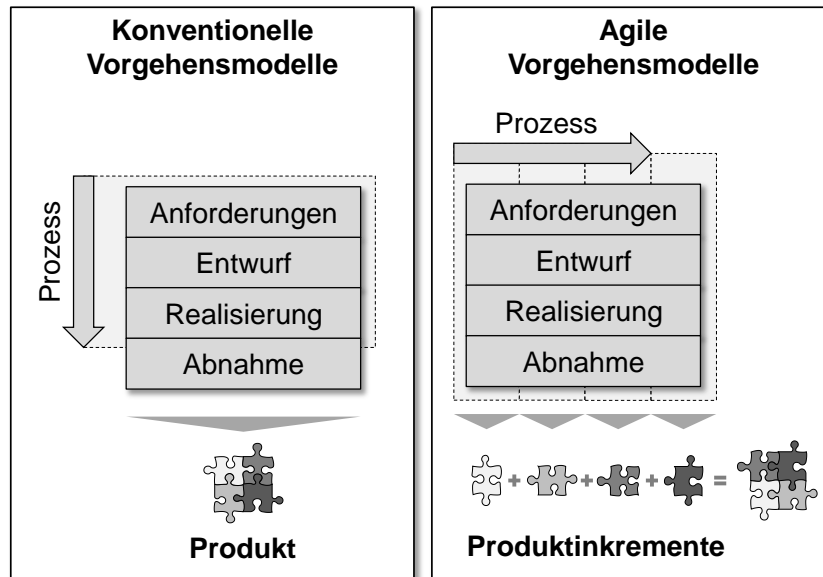 Konventionelle
Vorgehensmodelle
Prozess
Anforderungen
Entwurf
Realisierung
Abnahme
Produkt
Agile
Vorgehensmodelle
Prozess
Anforderungen
Entwurf
Realisierung
Abnahme
+ + + =
Produktinkremente